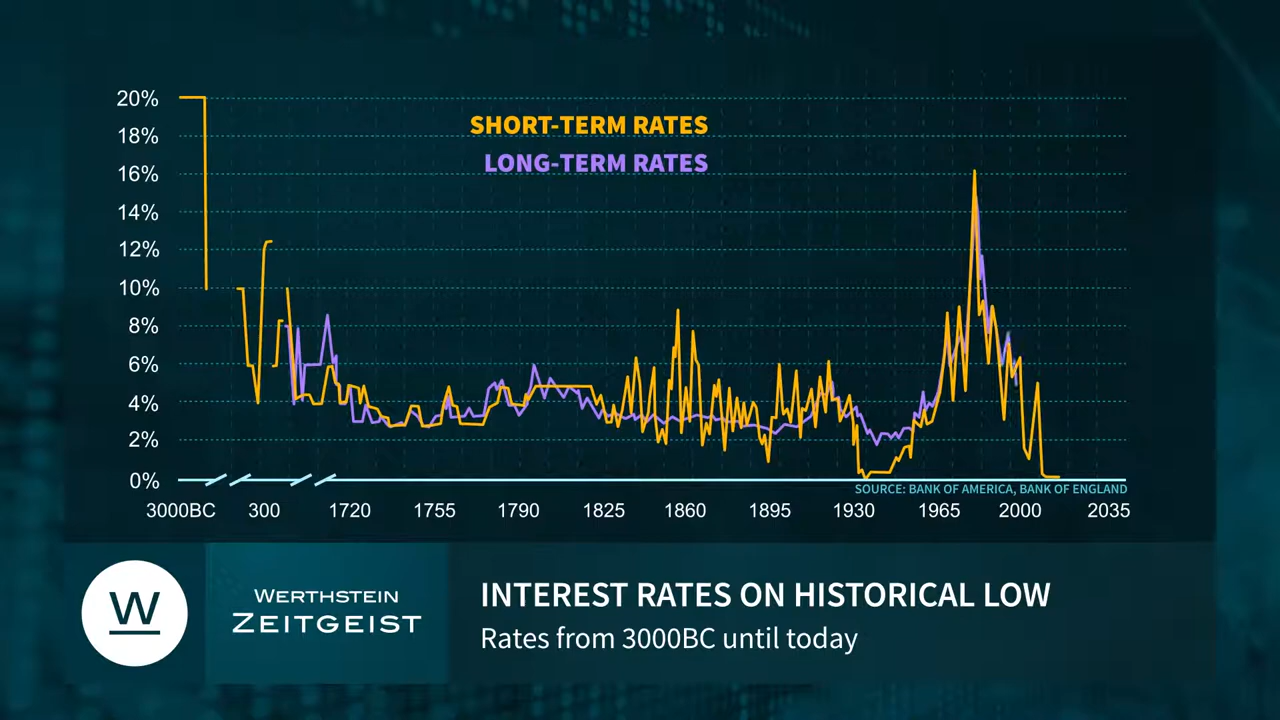 20%
18%
16%
14%
12%
10%
8%
6%
4%
2%
0%
SHORT-TERM RATES
LONG-TERM RATES
SOURCE: BANK OF AMERICA, BANK OF ENGLAND
3000BC 300 1720 1755 1790 1825 1860 1895 1930 1965 2000 2035
W
WERTHSTEIN
ZEITGEIST
INTEREST RATES ON HISTORICAL LOW
Rates from 3000BC until today